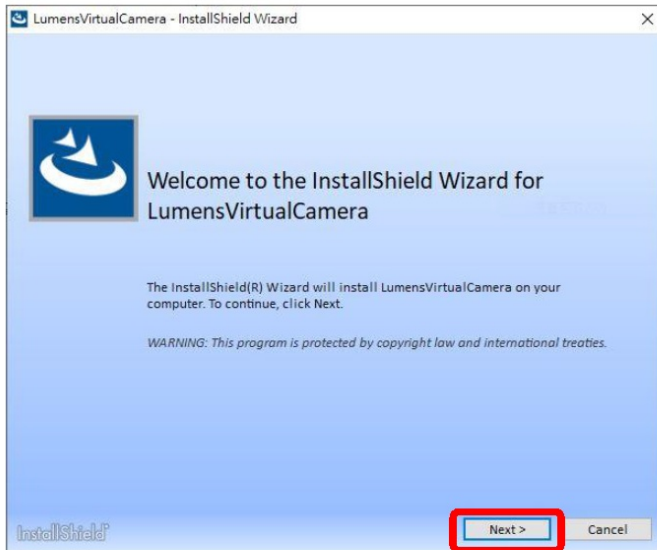 LumensVirtualCamera - InstallShield Wizard
Welcome to the InstallShield Wizard for
LumensVirtualCamera
The InstallShield(R) Wizard will install LumensVirtualCamera on your
computer. To continue, click Next.
WARNING: This program is protected by copyright law and international treaties.
InstallShield
Next >
Cancel